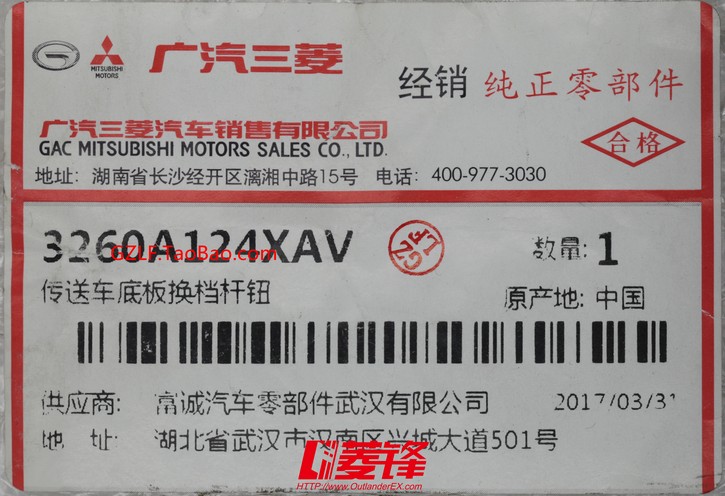 MITSUBISHI
MOTORS
广汽三菱
经销 纯正零部件
广汽三菱汽车销售有限公司
GAC MITSUBISHI MOTORS SALES CO., LTD.
合格
地址: 湖南省长沙经开区漓湘中路15号 电话: 400-977-3030
3260A124XAV
GZLF.TaoBao.com
GZLF
数量: 1
传送车底板换档杆钮
原产地: 中国
供应商: 富诚汽车零部件武汉有限公司 2017/03/31
地 址: 湖北省武汉市汉南区兴城大道501号
菱锋
HTTP://www.OutlanderEX.com